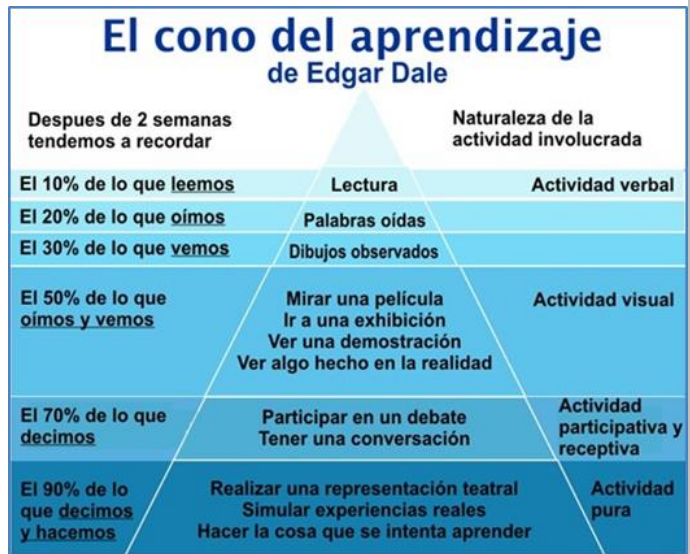 El cono del aprendizaje
de Edgar Dale
Despues de 2 semanas
tendemos a recordar
Naturaleza de la
actividad involucrada
El 10% de lo que leemos
Lectura
Actividad verbal
El 20% de lo que oímos
Palabras oídas
El 30% de lo que vemos
Dibujos observados
El 50% de lo que
oímos y vemos
Mirar una película
Ir a una exhibición
Ver una demostración
Ver algo hecho en la realidad
Actividad visual
El 70% de lo que
decimos
Participar en un debate
Tener una conversación
Actividad
participativa y
receptiva
El 90% de lo
que decimos
y hacemos
Realizar una representación teatral
Simular experiencias reales
Hacer la cosa que se intenta aprender
Actividad
pura